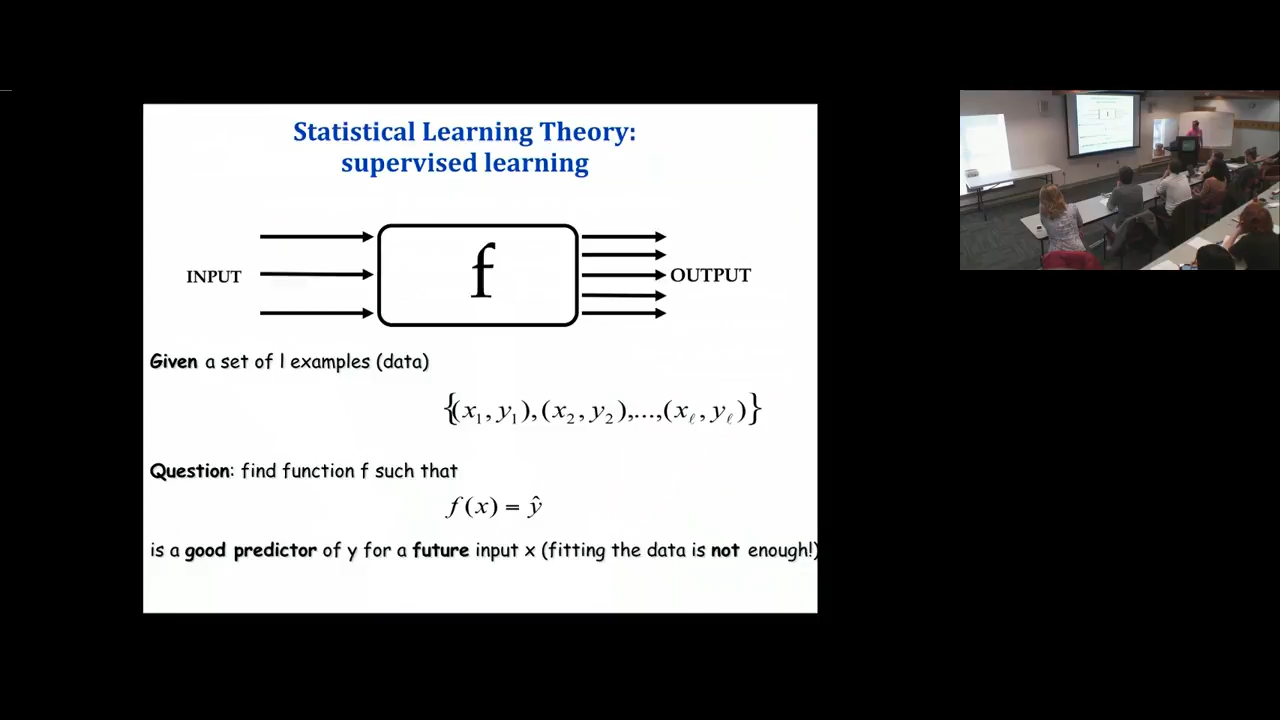 Statistical Learning Theory:
supervised learning
INPUT
f
OUTPUT
Given a set of l examples (data)
{(x₁, y₁), (x₂, y₂),...,(xℓ, yℓ)}
Question: find function f such that
f(x) = ŷ
is a good predictor of y for a future input x (fitting the data is not enough!)